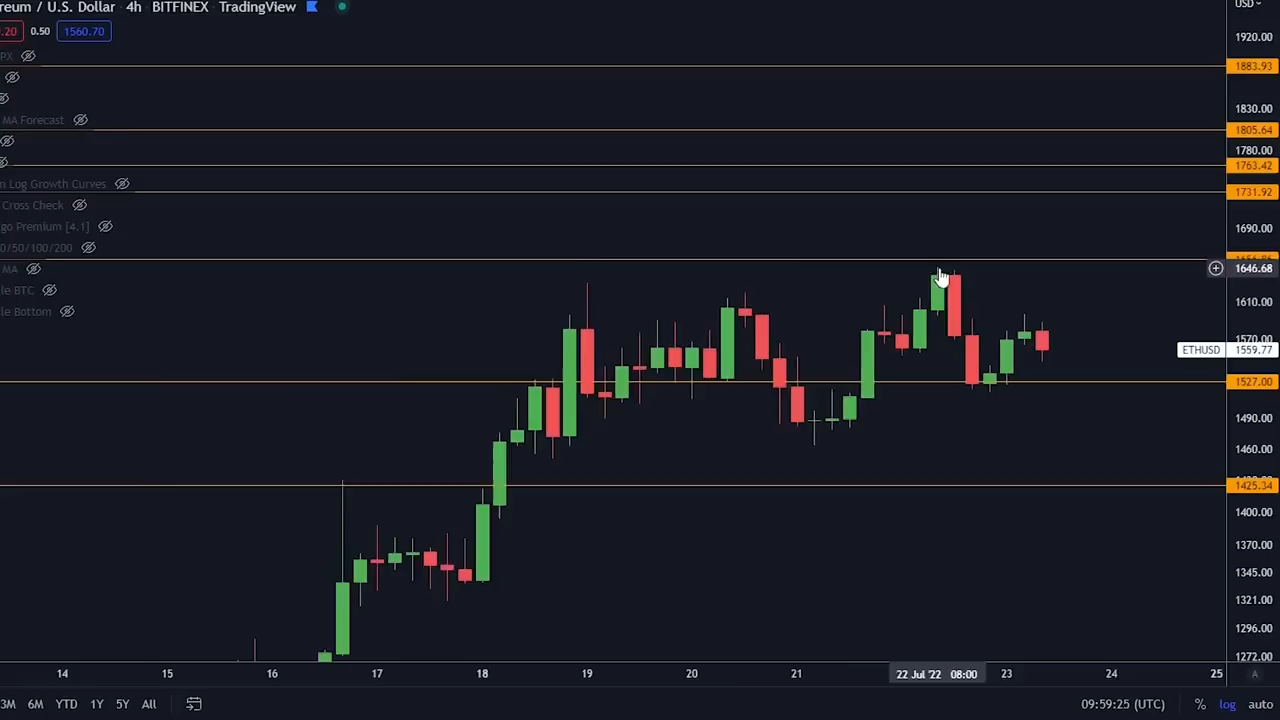 reum / U.S. Dollar 4h BITFINEX TradingView
.20 0.50 1560.70
PX
MA Forecast
n Log Growth Curves
Cross Check
go Premium [4.1]
0/50/100/200
MA
le BTC
le Bottom
USD
1920.00
1883.93
1830.00
1805.64
1780.00
1763.42
1731.92
1690.00
1646.68
1610.00
1570.00
ETHUSD 1559.77
1527.00
1490.00
1460.00
1425.34
1400.00
1370.00
1345.00
1321.00
1296.00
1272.00
14 15 16 17 18 19 20 21 22 Jul '22 08:00 23 24 25 A
3M 6M YTD 1Y 5Y All 09:59:25 (UTC) % log auto